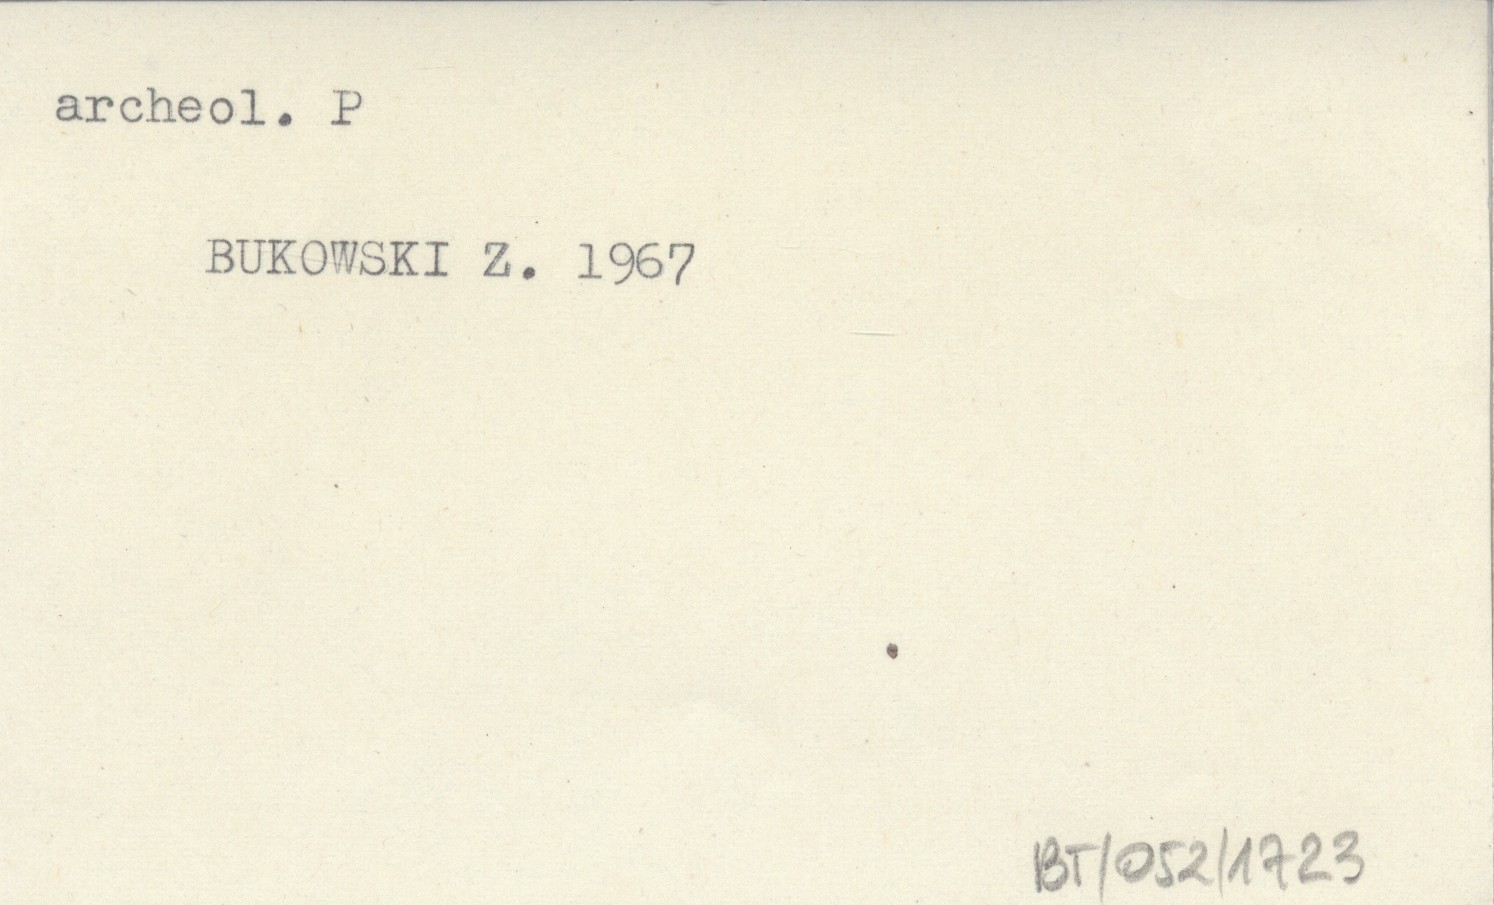 archeol. P
BUKOWSKI Z. 1967
BT/052/1723